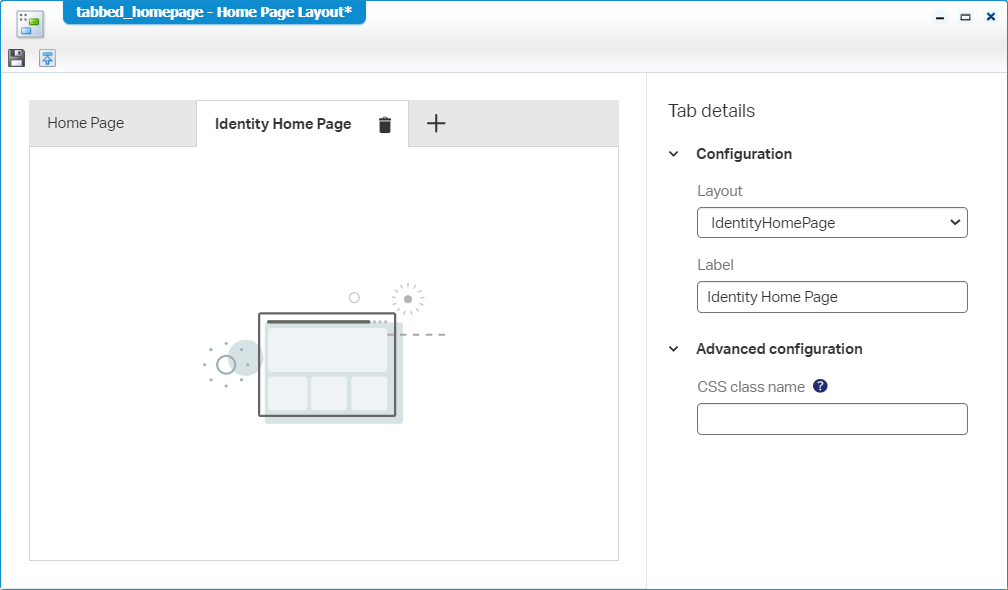 tabbed_homepage - Home Page Layout*
Home Page
Identity Home Page
Tab details
Configuration
Layout
IdentityHomePage
Label
Identity Home Page
Advanced configuration
CSS class name ?